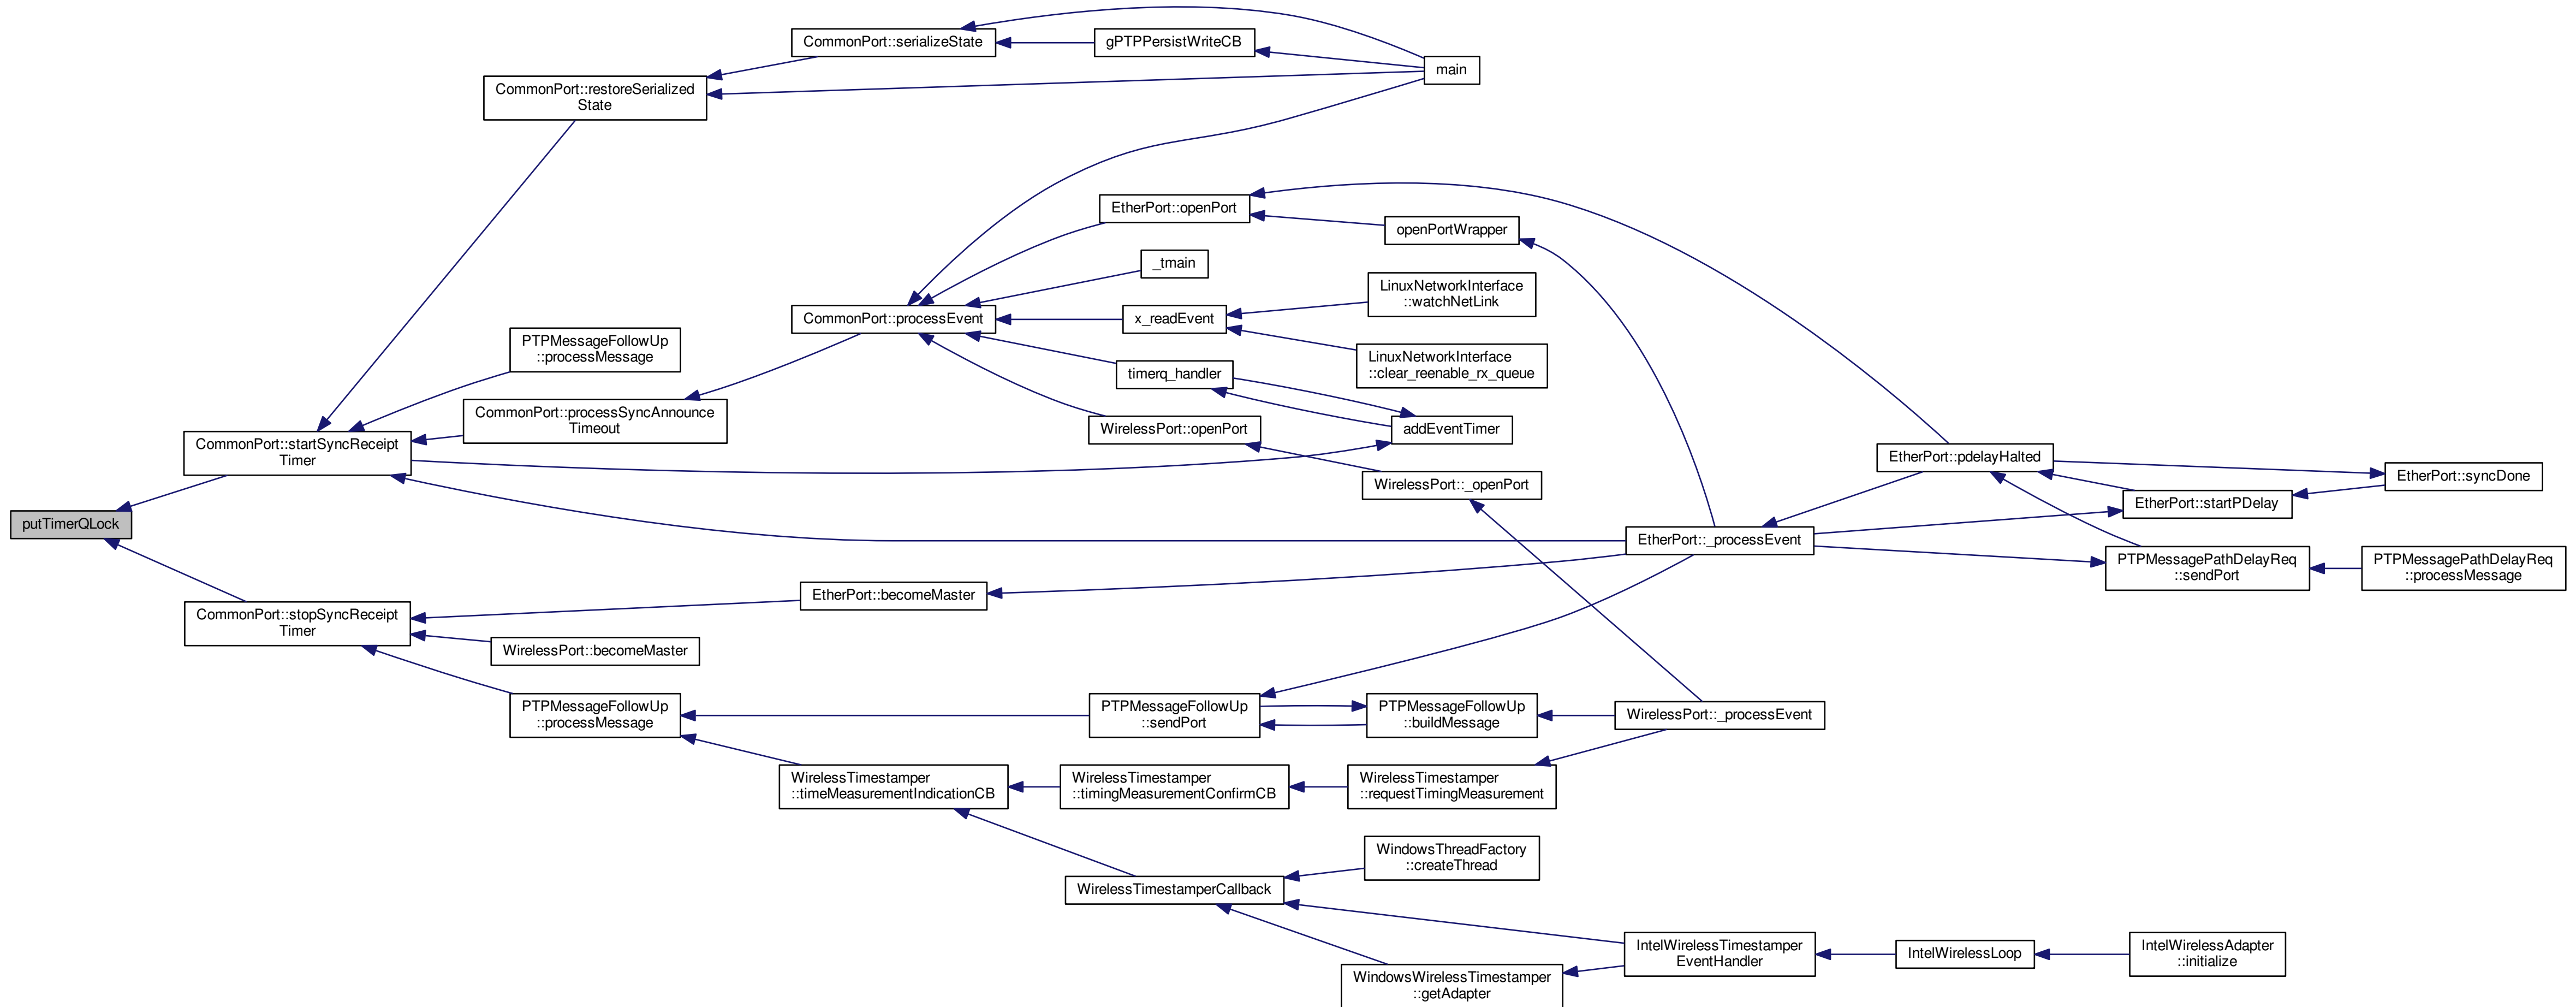 CommonPort::serializeState
gPTPPersistWriteCB
main
CommonPort::restoreSerialized
State
EtherPort::openPort
openPortWrapper
_tmain
LinuxNetworkInterface
::watchNetLink
CommonPort::processEvent
x_readEvent
PTPMessageFollowUp
::processMessage
LinuxNetworkInterface
::clear_reenable_rx_queue
timerq_handler
CommonPort::processSyncAnnounce
Timeout
WirelessPort::openPort
addEventTimer
CommonPort::startSyncReceipt
Timer
EtherPort::pdelayHalted
EtherPort::syncDone
WirelessPort::_openPort
EtherPort::startPDelay
putTimerQLock
EtherPort::_processEvent
PTPMessagePathDelayReq
::sendPort
PTPMessagePathDelayReq
::processMessage
EtherPort::becomeMaster
CommonPort::stopSyncReceipt
Timer
WirelessPort::becomeMaster
PTPMessageFollowUp
::processMessage
PTPMessageFollowUp
::sendPort
PTPMessageFollowUp
::buildMessage
WirelessPort::_processEvent
WirelessTimestamper
::timeMeasurementIndicationCB
WirelessTimestamper
::timingMeasurementConfirmCB
WirelessTimestamper
::requestTimingMeasurement
WindowsThreadFactory
::createThread
WirelessTimestamperCallback
IntelWirelessTimestamper
EventHandler
IntelWirelessLoop
IntelWirelessAdapter
::initialize
WindowsWirelessTimestamper
::getAdapter